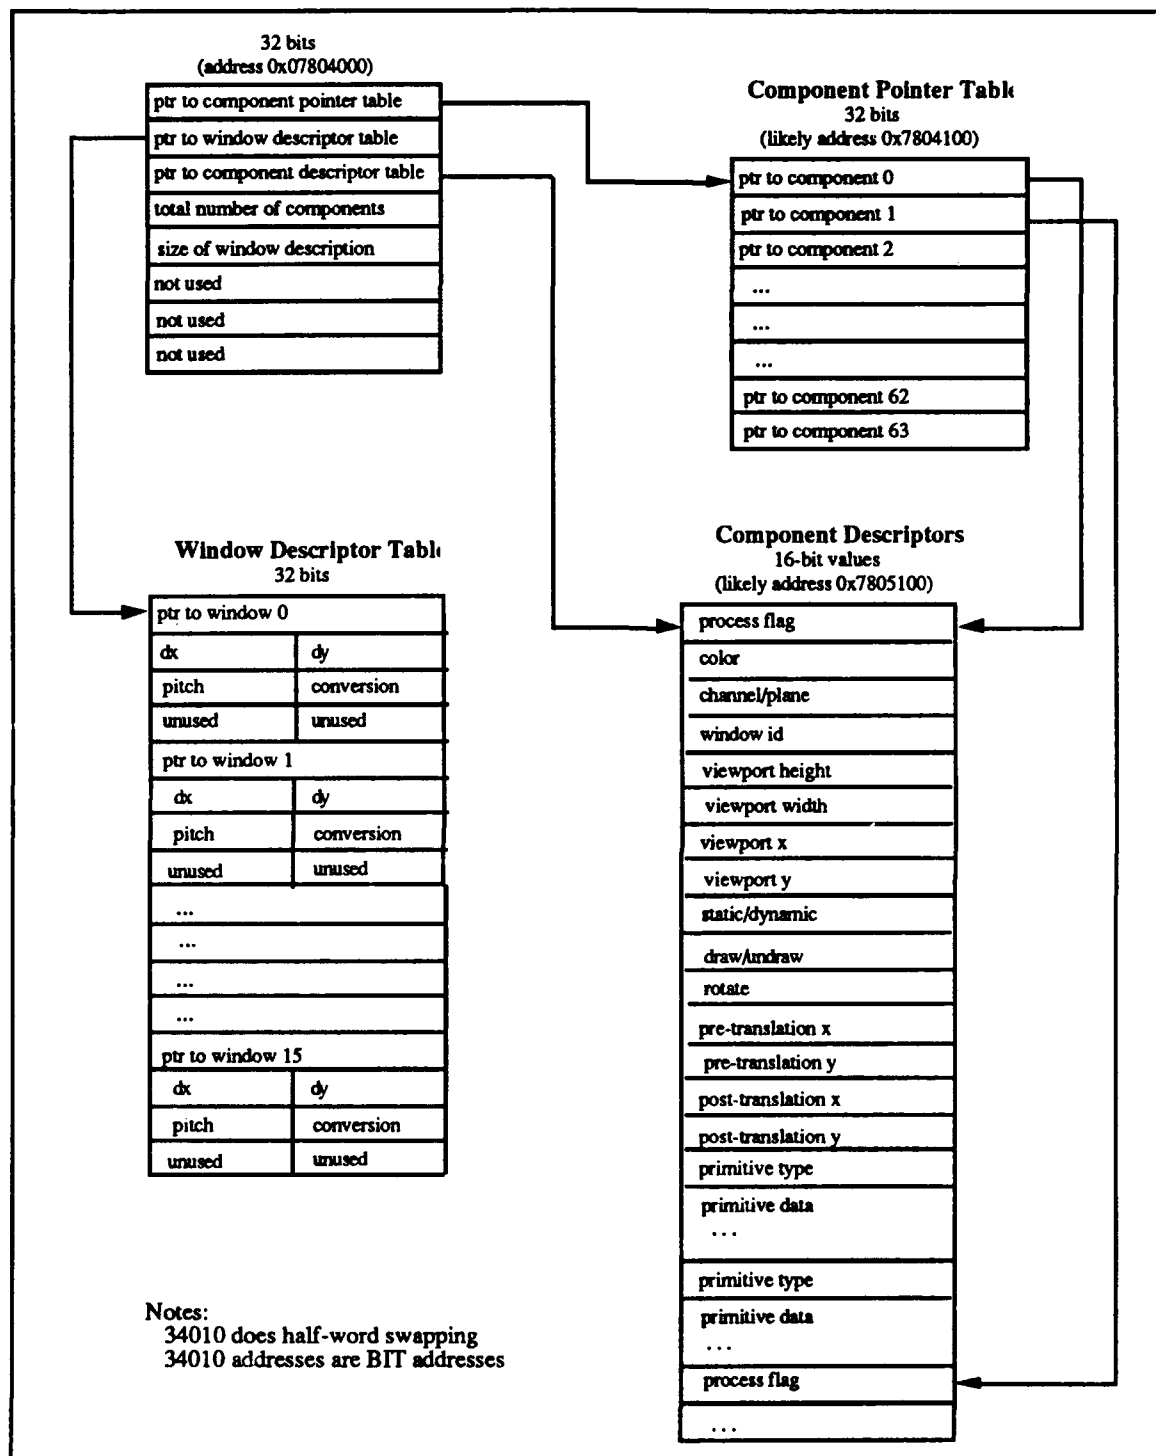 32 bits
(address 0x07804000)
ptr to component pointer table
ptr to window descriptor table
ptr to component descriptor table
total number of components
size of window description
not used
not used
not used
Component Pointer Table
32 bits
(likely address 0x7804100)
ptr to component 0
ptr to component 1
ptr to component 2
...
...
...
ptr to component 62
ptr to component 63
Window Descriptor Table
32 bits
ptr to window 0
dx dy
pitch conversion
unused unused
ptr to window 1
dx dy
pitch conversion
unused unused
...
...
...
...
ptr to window 15
dx dy
pitch conversion
unused unused
Component Descriptors
16-bit values
(likely address 0x7805100)
process flag
color
channel/plane
window id
viewport height
viewport width
viewport x
viewport y
static/dynamic
draw/undraw
rotate
pre-translation x
pre-translation y
post-translation x
post-translation y
primitive type
primitive data
...
primitive type
primitive data
...
process flag
...
Notes:
34010 does half-word swapping
34010 addresses are BIT addresses